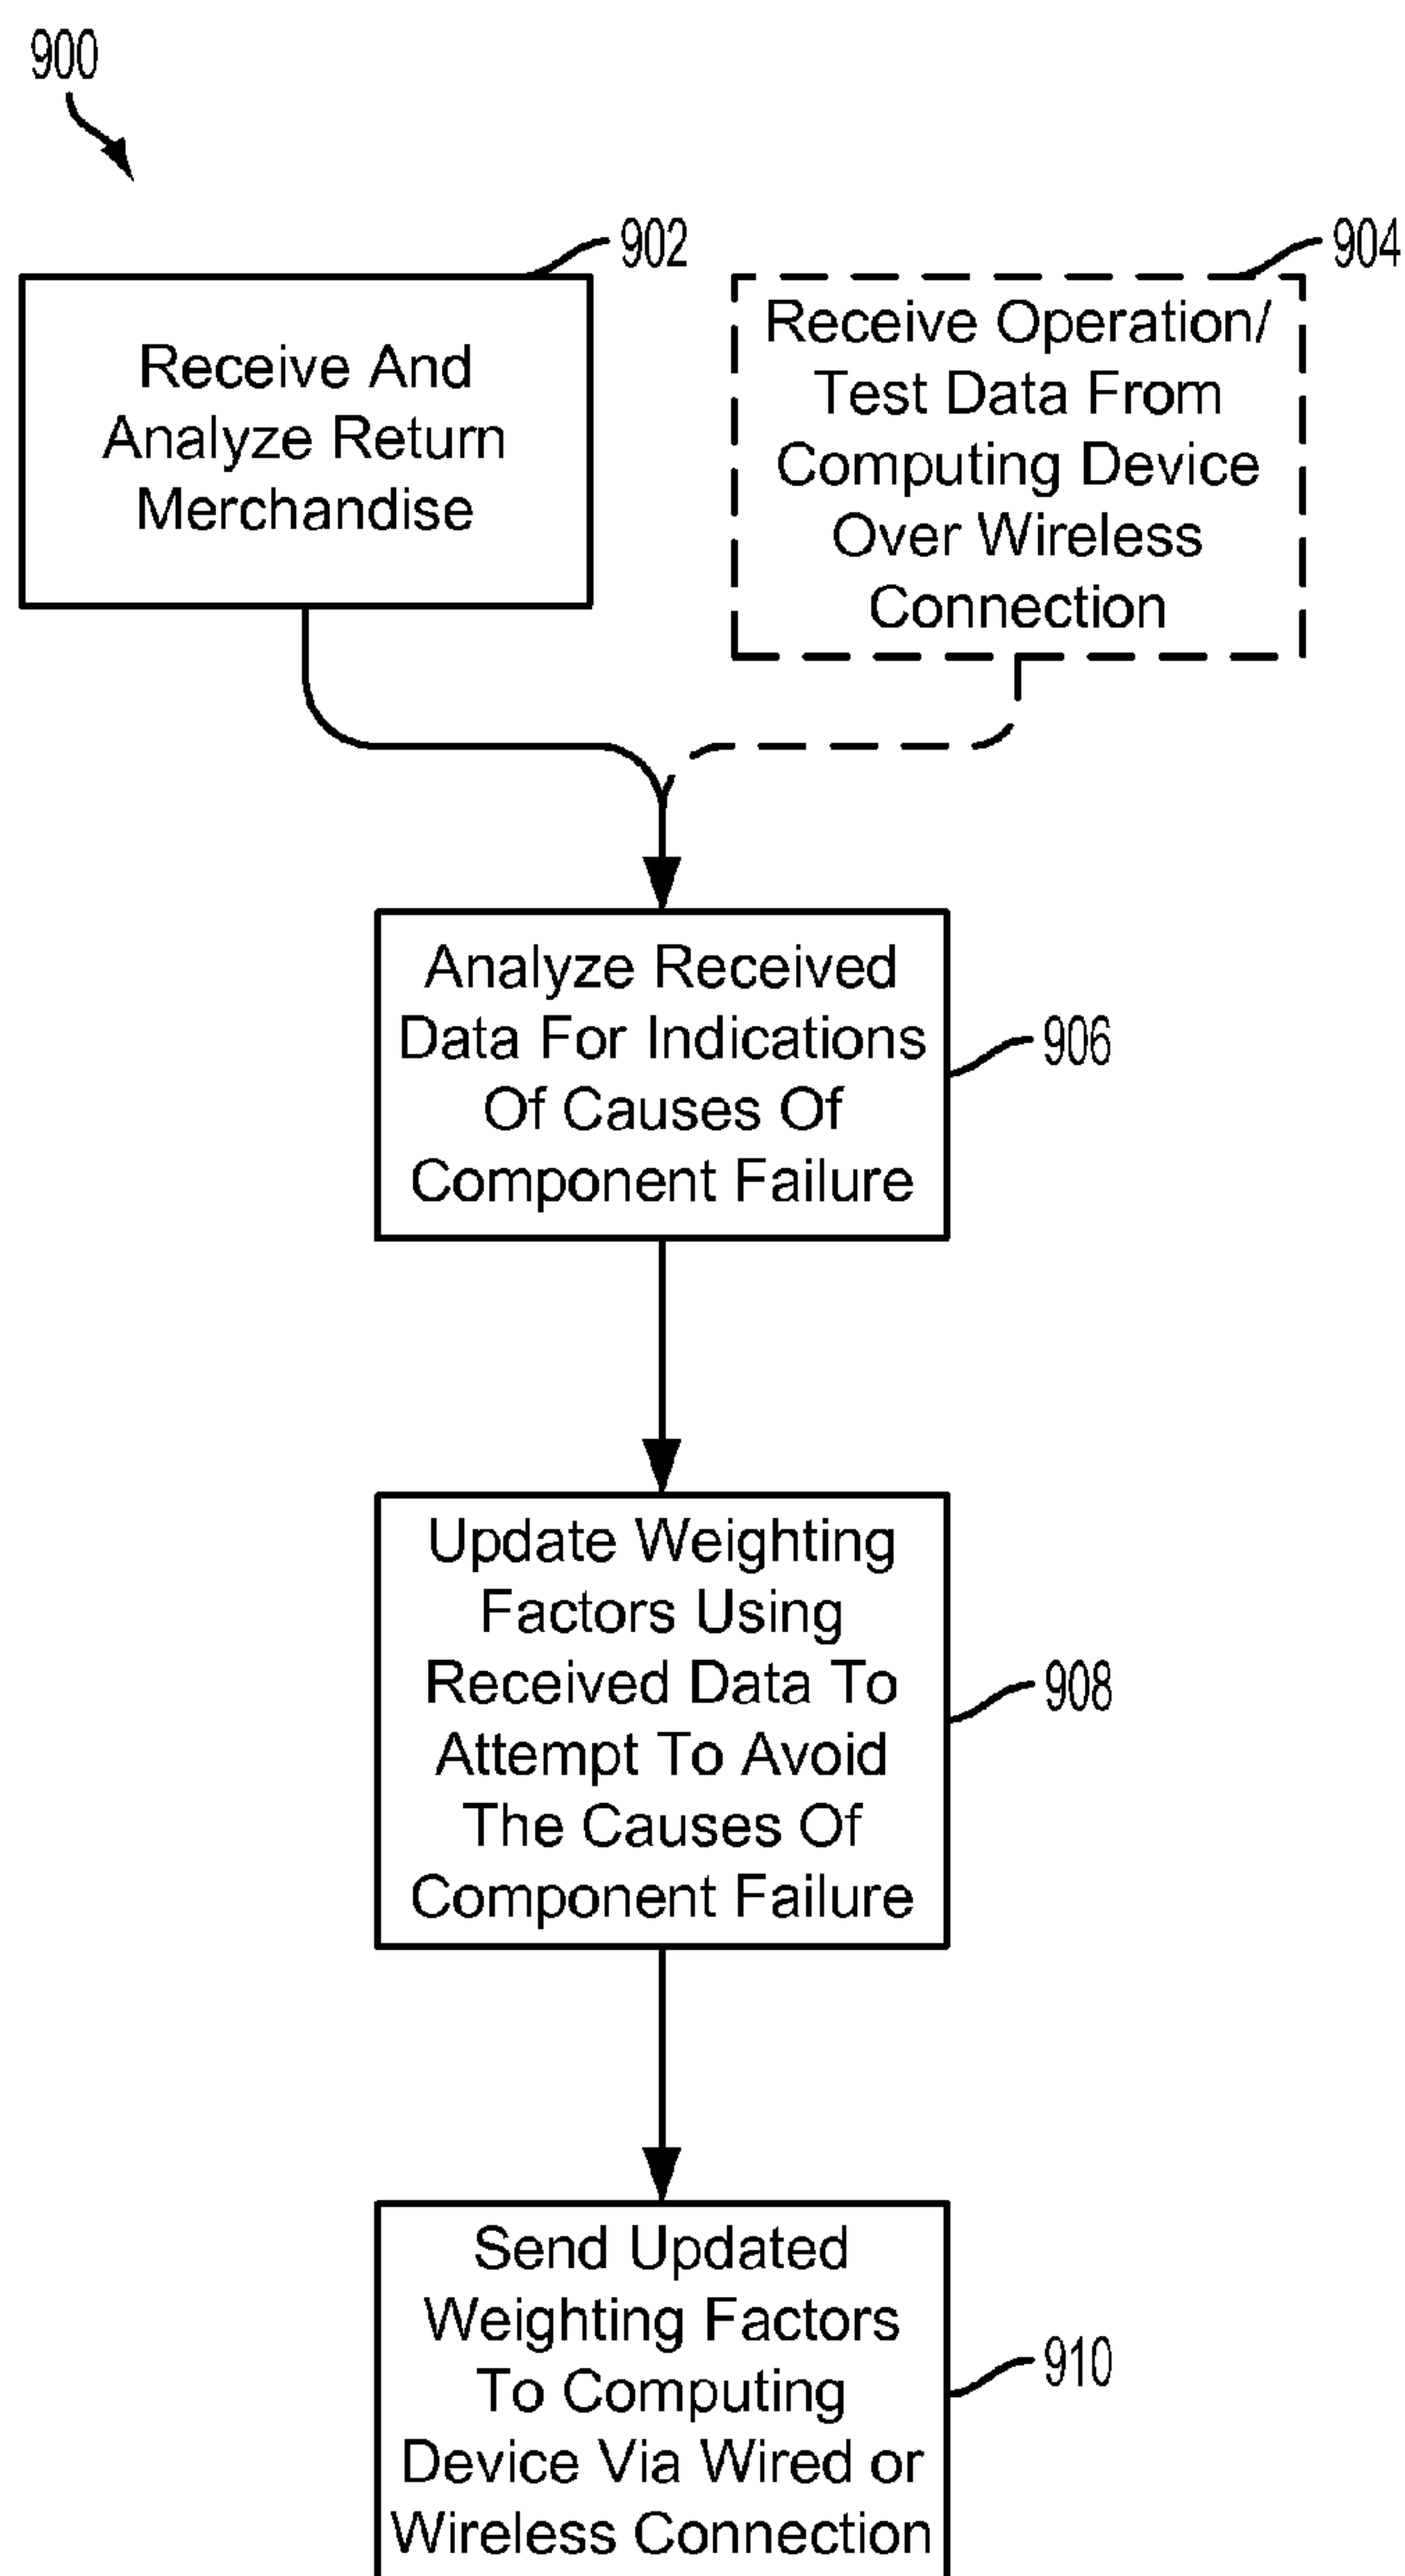 900
902
Receive And
Analyze Return
Merchandise
904
Receive Operation/
Test Data From
Computing Device
Over Wireless
Connection
Analyze Received
Data For Indications
Of Causes Of
Component Failure
906
Update Weighting
Factors Using
Received Data To
Attempt To Avoid
The Causes Of
Component Failure
908
Send Updated
Weighting Factors
To Computing
Device Via Wired or
Wireless Connection
910